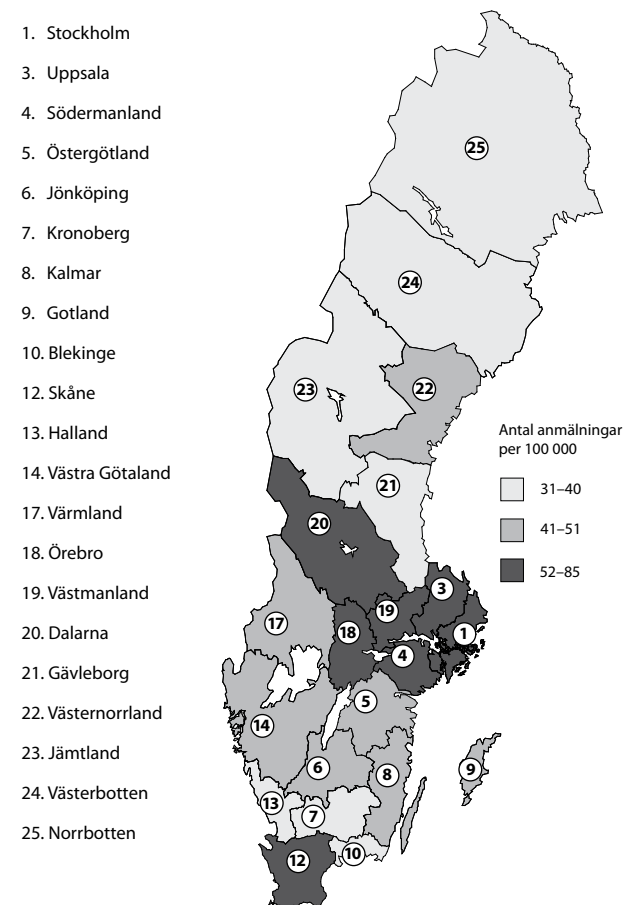 1. Stockholm
3. Uppsala
4. Södermanland
5. Östergötland
6. Jönköping
7. Kronoberg
8. Kalmar
9. Gotland
10. Blekinge
12. Skåne
13. Halland
14. Västra Götaland
17. Värmland
18. Örebro
19. Västmanland
20. Dalarna
21. Gävleborg
22. Västernorrland
23. Jämtland
24. Västerbotten
25. Norrbotten
25
24
23
22
21
20
3
19
1
17
18
4
5
14
6
8
9
13
7
10
12
Antal anmälningar
per 100 000
31–40
41–51
52–85